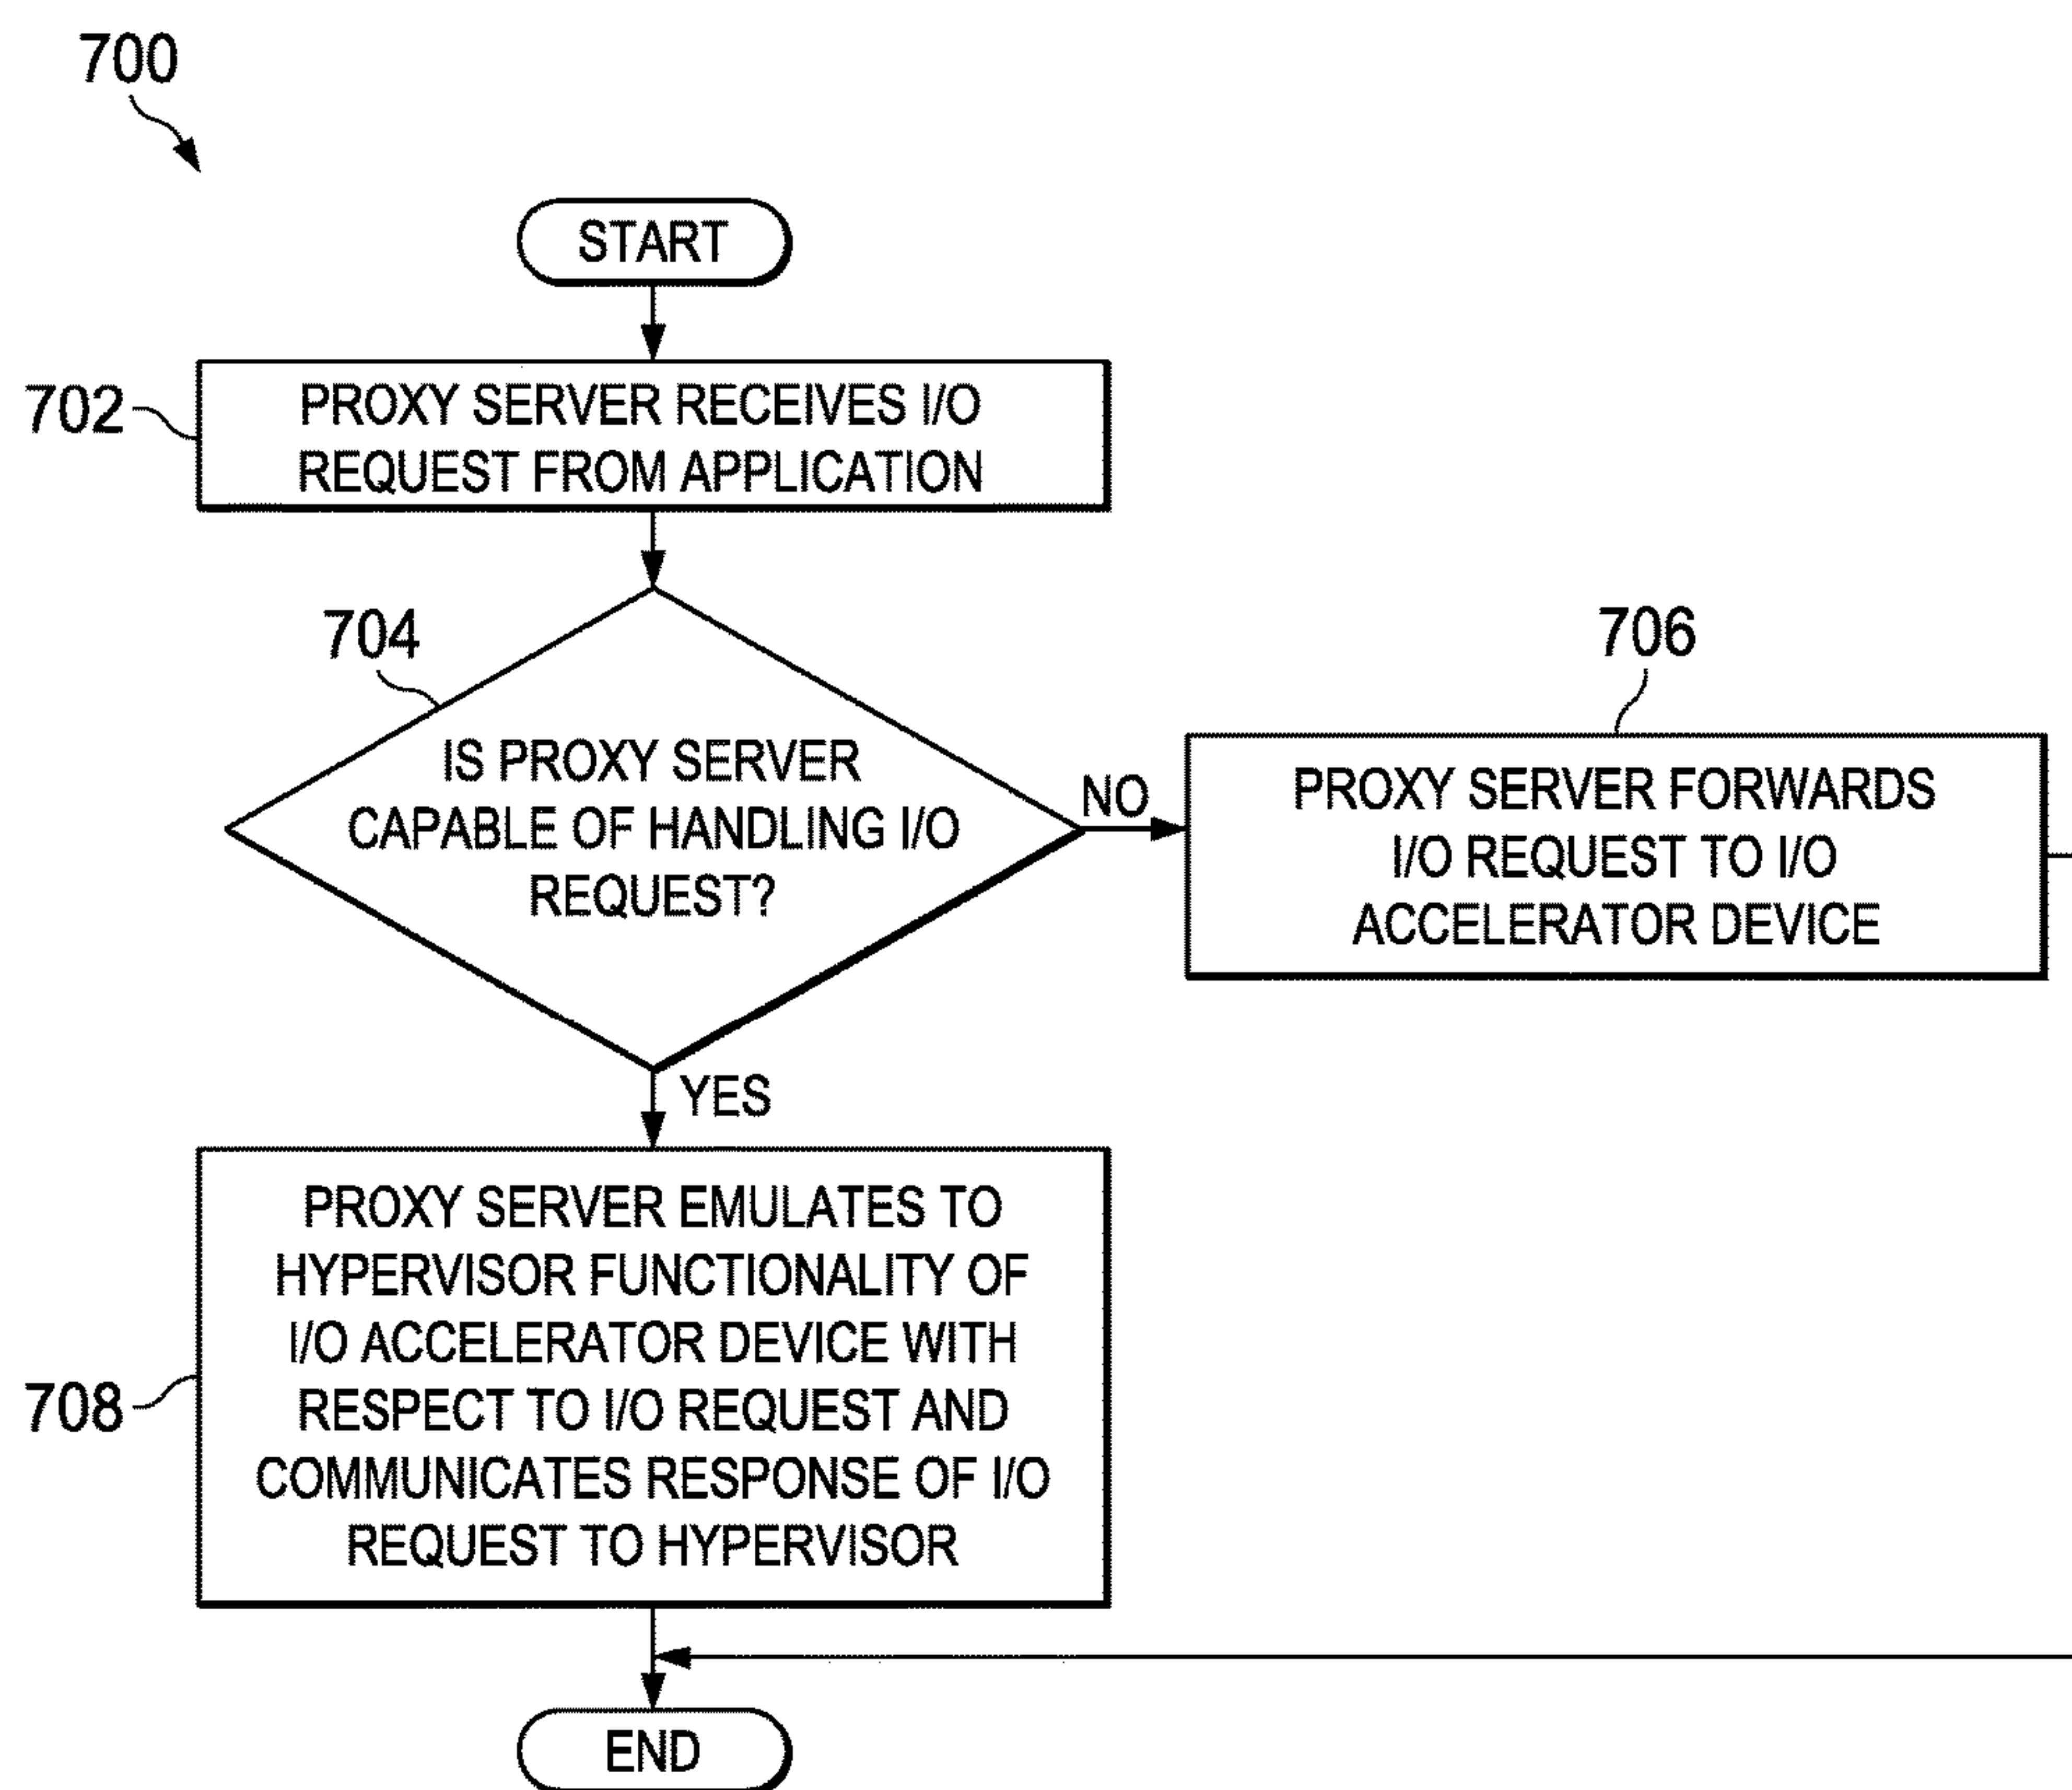 700
START
702
PROXY SERVER RECEIVES I/O
REQUEST FROM APPLICATION
704
IS PROXY SERVER
CAPABLE OF HANDLING I/O
REQUEST?
NO
706
PROXY SERVER FORWARDS
I/O REQUEST TO I/O
ACCELERATOR DEVICE
YES
708
PROXY SERVER EMULATES TO
HYPERVISOR FUNCTIONALITY OF
I/O ACCELERATOR DEVICE WITH
RESPECT TO I/O REQUEST AND
COMMUNICATES RESPONSE OF I/O
REQUEST TO HYPERVISOR
END